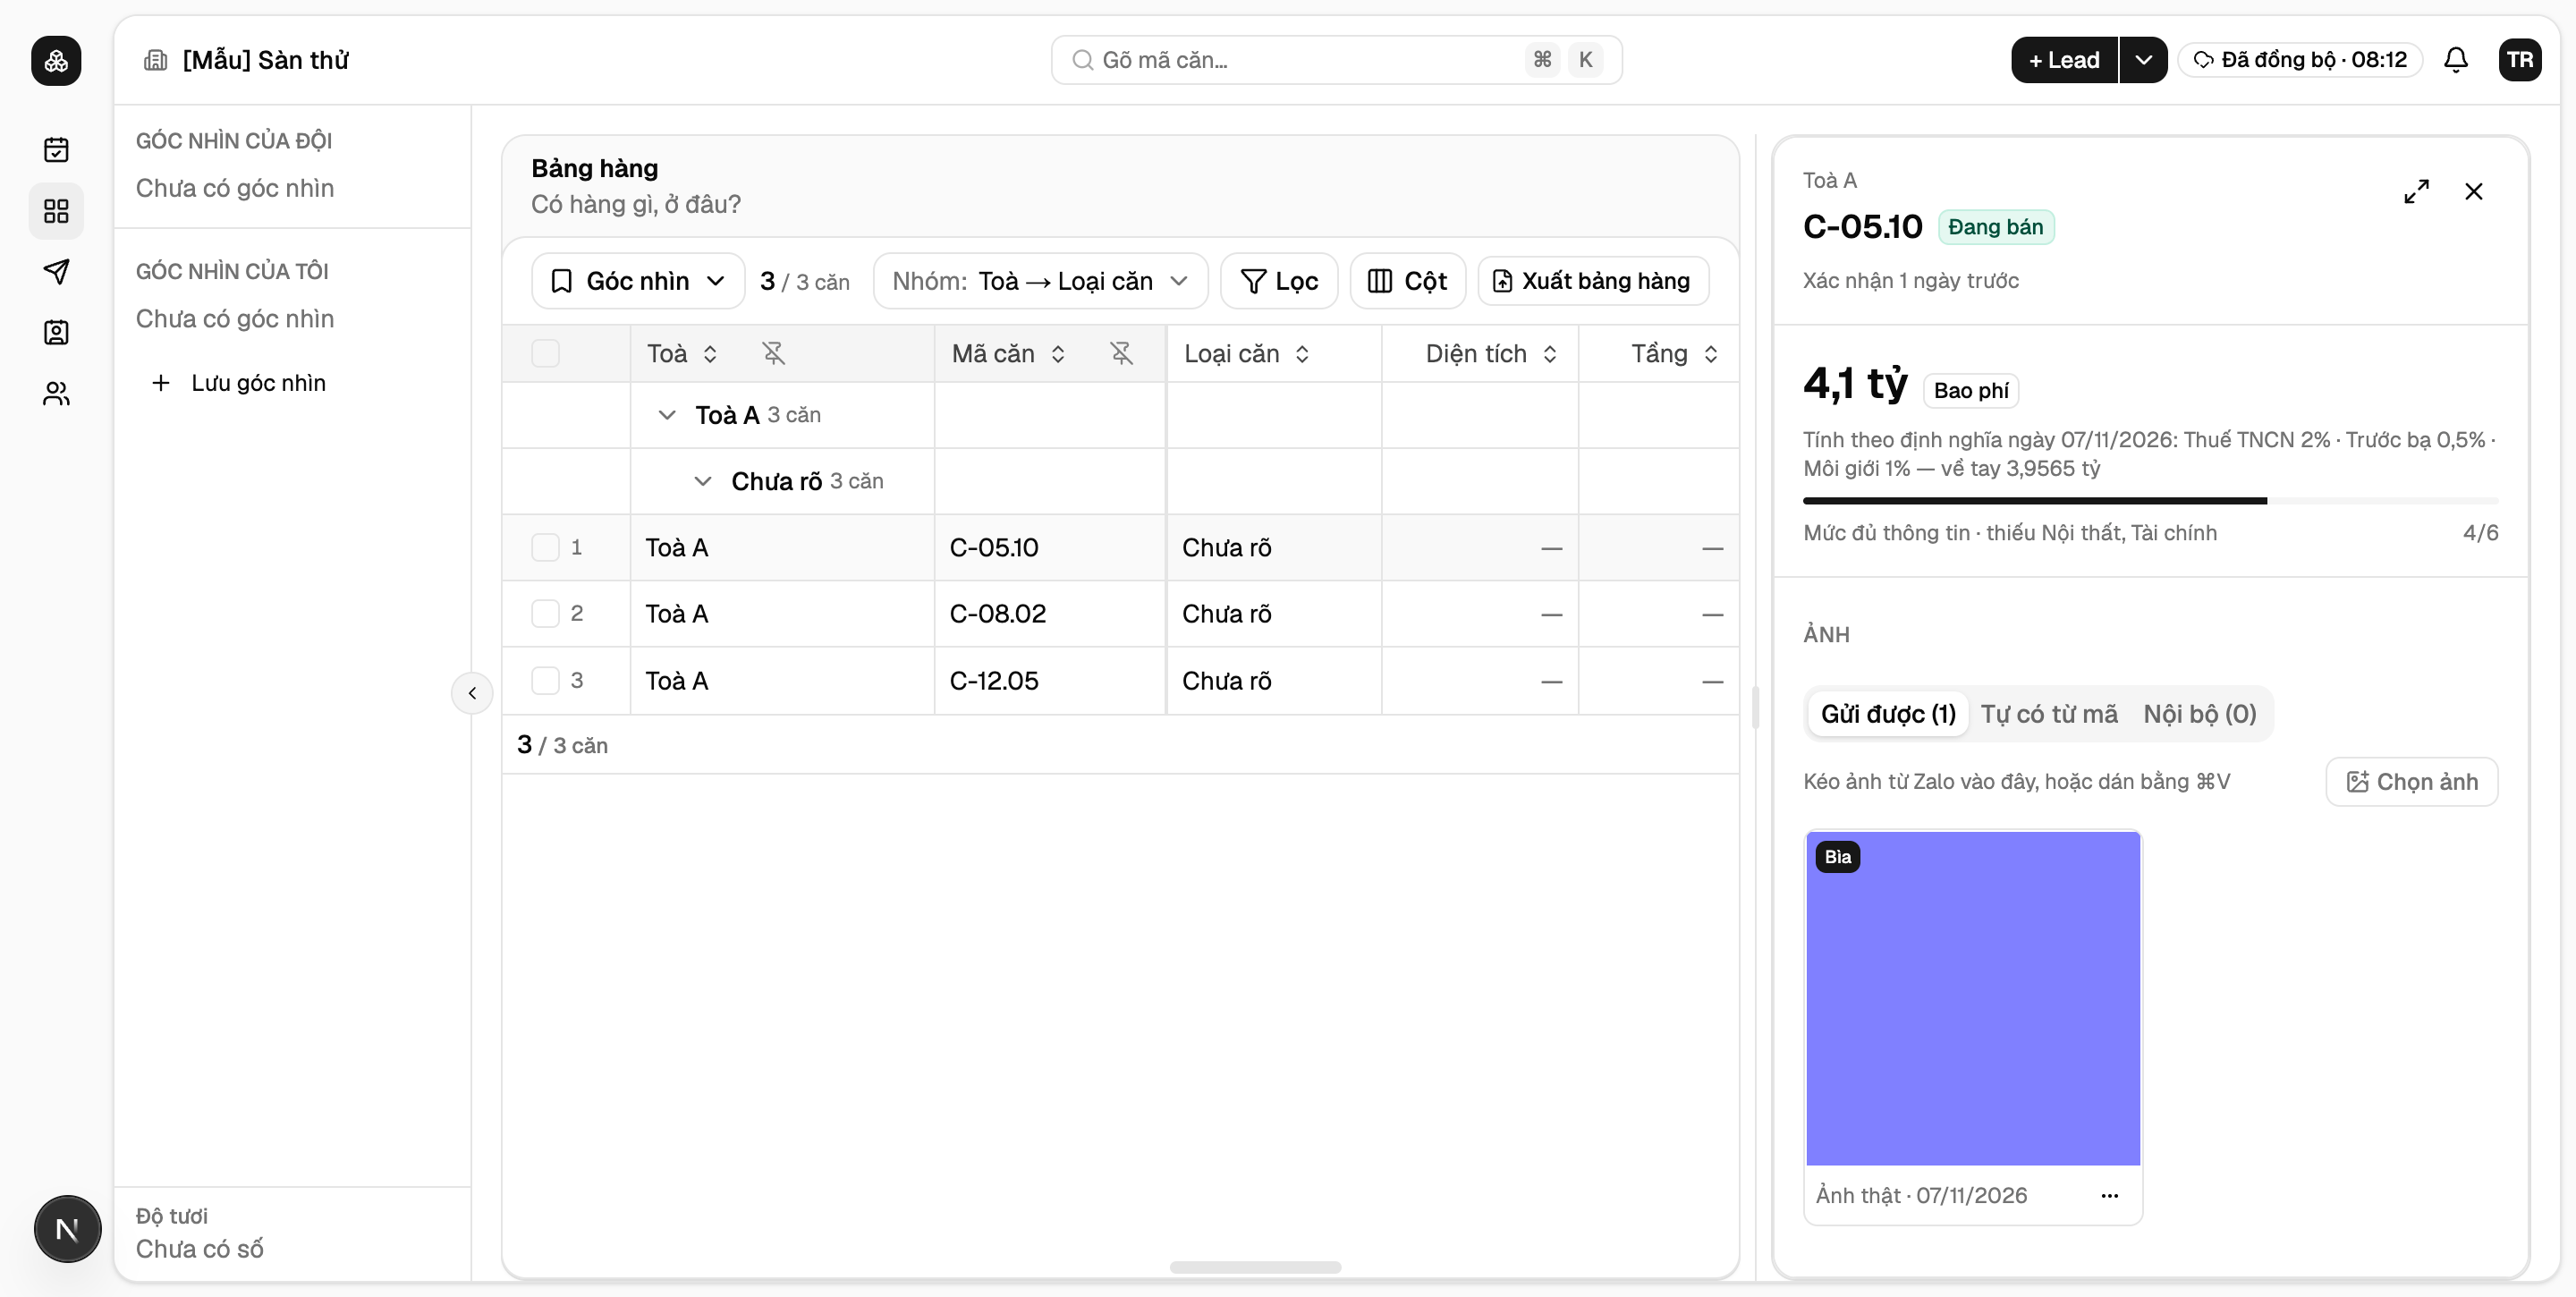 [Mẫu] Sàn thử
Gõ mã căn...
⌘ K
+ Lead
Đã đồng bộ · 08:12
TR
GÓC NHÌN CỦA ĐỘI
Chưa có góc nhìn
GÓC NHÌN CỦA TÔI
Chưa có góc nhìn
+ Lưu góc nhìn
Độ tươi
Chưa có số
N
Bảng hàng
Có hàng gì, ở đâu?
Góc nhìn
3 / 3 căn
Nhóm: Toà → Loại căn
Lọc
Cột
Xuất bảng hàng
Toà Mã căn Loại căn Diện tích Tầng
Toà A 3 căn
Chưa rõ 3 căn
1 Toà A C-05.10 Chưa rõ — —
2 Toà A C-08.02 Chưa rõ — —
3 Toà A C-12.05 Chưa rõ — —
3 / 3 căn
Toà A
C-05.10 Đang bán
Xác nhận 1 ngày trước
4,1 tỷ Bao phí
Tính theo định nghĩa ngày 07/11/2026: Thuế TNCN 2% · Trước bạ 0,5% ·
Môi giới 1% — về tay 3,9565 tỷ
Mức đủ thông tin · thiếu Nội thất, Tài chính 4/6
ẢNH
Gửi được (1) Tự có từ mã Nội bộ (0)
Kéo ảnh từ Zalo vào đây, hoặc dán bằng ⌘V
Chọn ảnh
Bìa
Ảnh thật · 07/11/2026